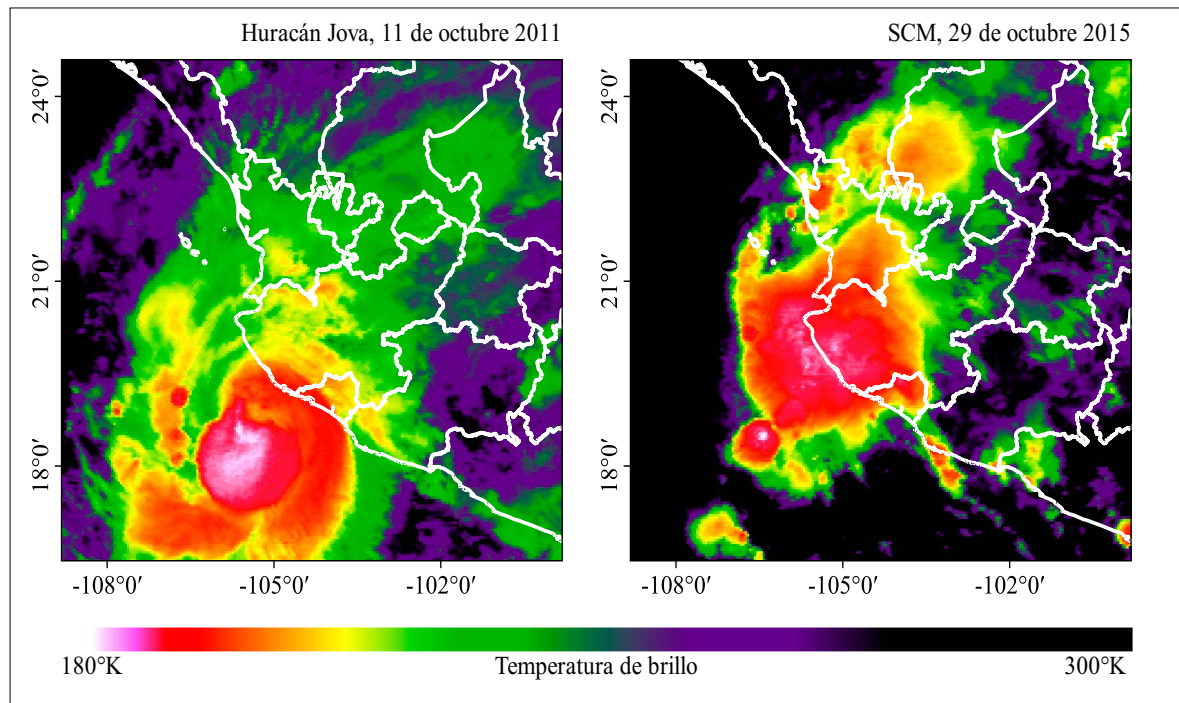 Huracán Jova, 11 de octubre 2011
SCM, 29 de octubre 2015
24°0′
21°0′
18°0′
-108°0′
-105°0′
-102°0′
24°0′
21°0′
18°0′
-108°0′
-105°0′
-102°0′
180°K
Temperatura de brillo
300°K